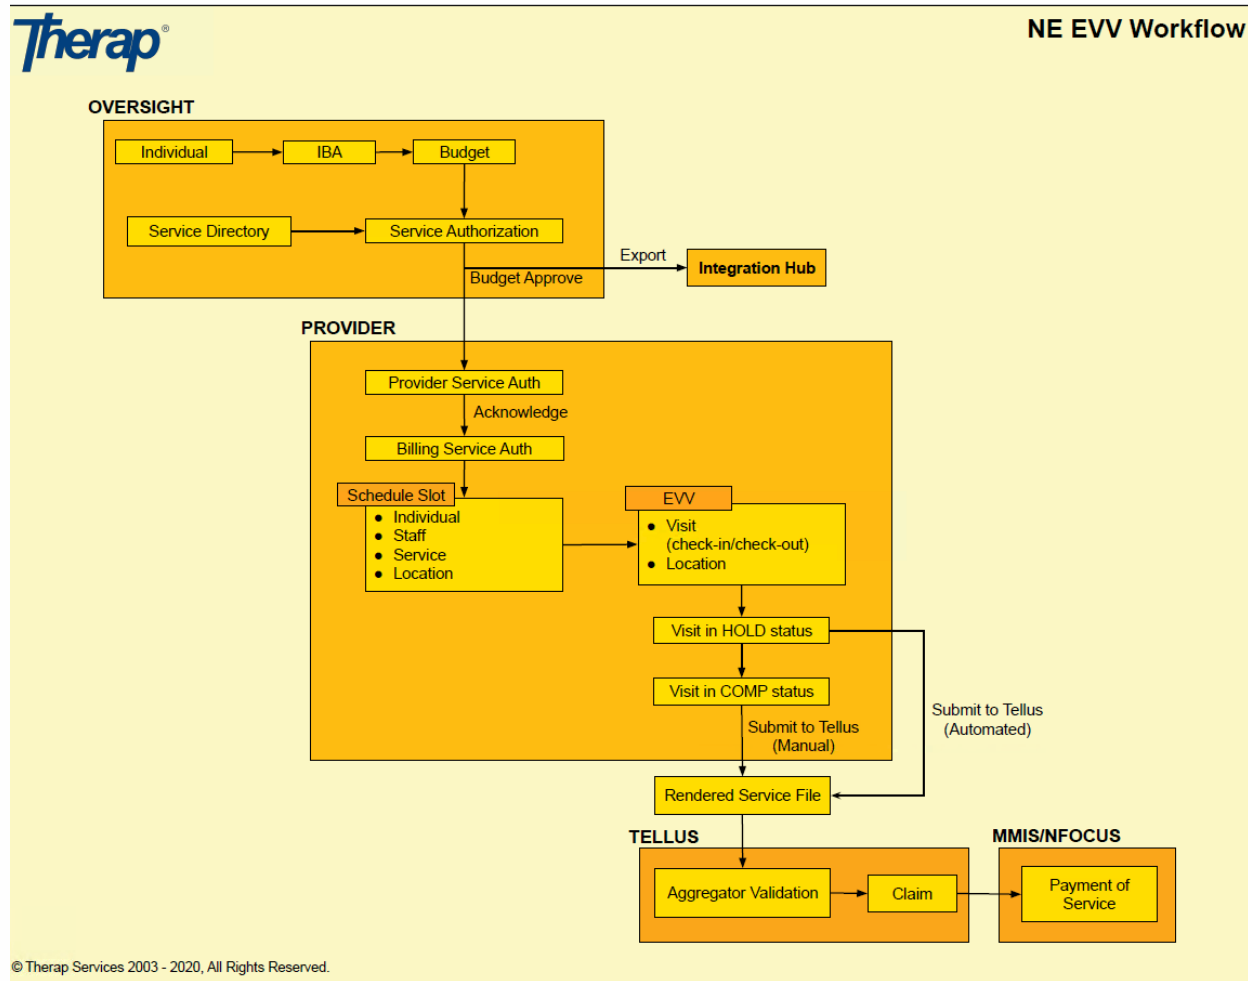 Therap®
NE EVV Workflow
OVERSIGHT
Individual
IBA
Budget
Service Directory
Service Authorization
Export
Budget Approve
Integration Hub
PROVIDER
Provider Service Auth
Acknowledge
Billing Service Auth
Schedule Slot
● Individual
● Staff
● Service
● Location
EVV
● Visit
(check-in/check-out)
● Location
Visit in HOLD status
Visit in COMP status
Submit to Tellus
(Manual)
Submit to Tellus
(Automated)
Rendered Service File
TELLUS
Aggregator Validation
Claim
MMIS/NFOCUS
Payment of
Service
© Therap Services 2003 - 2020, All Rights Reserved.